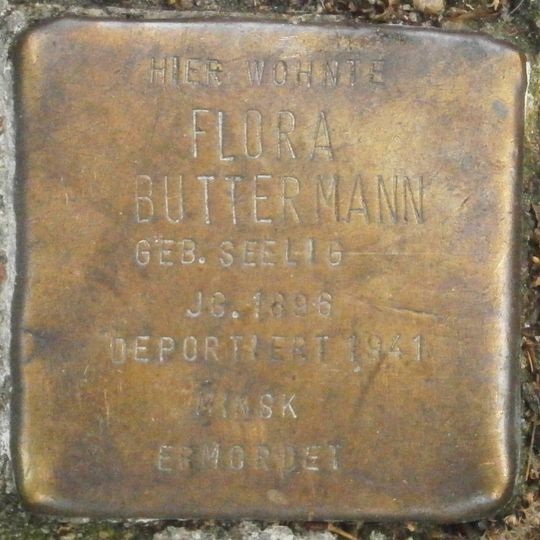 HIER WOHNTE
FLORA
BUTTERMANN
GEB. SEELIG
JG. 1896
DEPORTIERT 1941
MINSK
ERMORDET